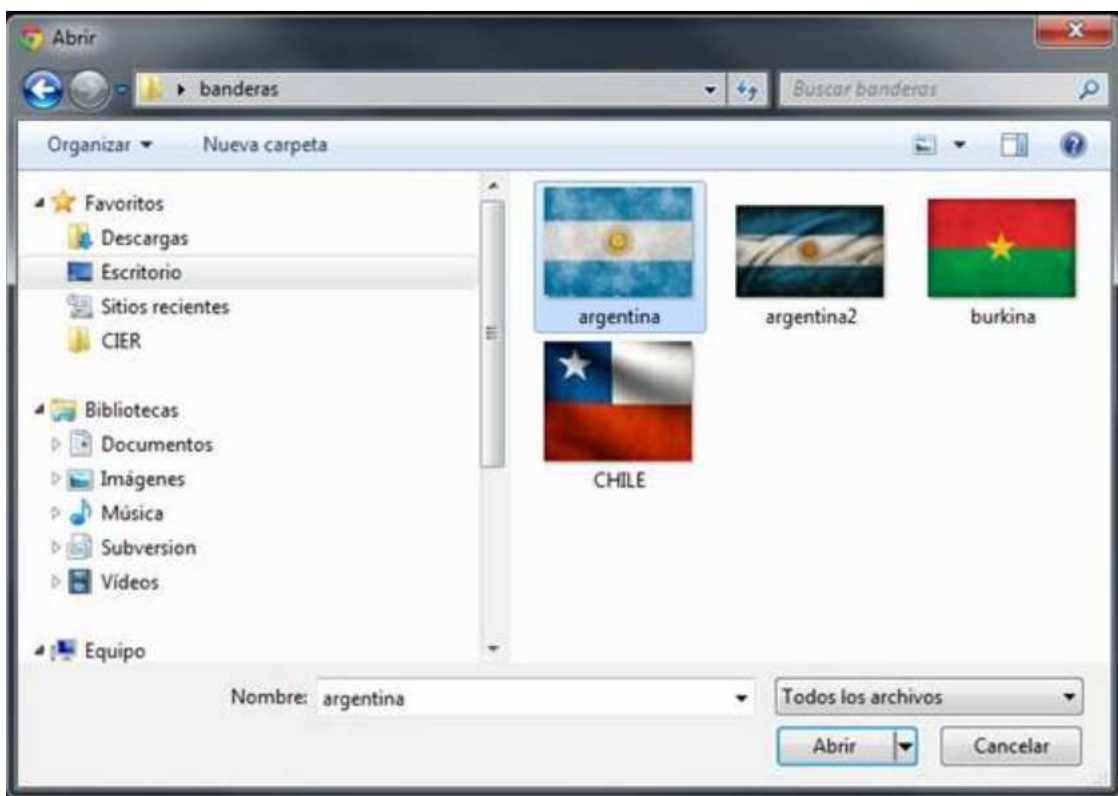 Abrir
banderas
Buscar banderas
Organizar
Nueva carpeta
Favoritos
Descargas
Escritorio
Sitios recientes
CIER
Bibliotecas
Documentos
Imágenes
Música
Subversion
Vídeos
Equipo
argentina
argentina2
burkina
CHILE
Nombre: argentina
Todos los archivos
Abrir
Cancelar